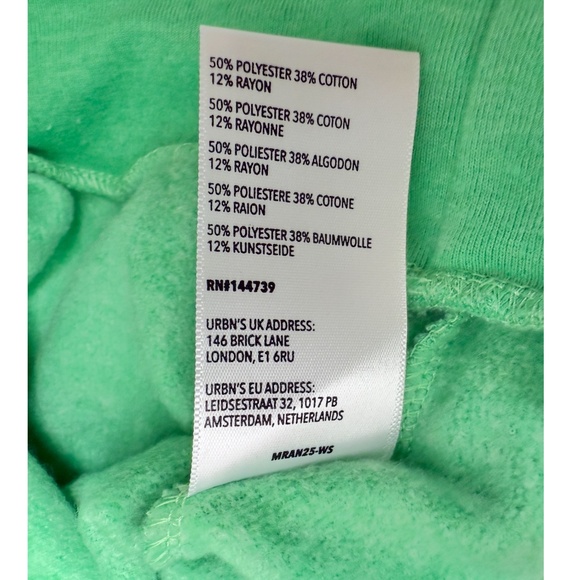 50% POLYESTER 38% COTTON
12% RAYON
50% POLYESTER 38% COTON
12% RAYONNE
50% POLIESTER 38% ALGODON
12% RAYON
50% POLIESTERE 38% COTONE
12% RAION
50% POLYESTER 38% BAUMWOLLE
12% KUNSTSEIDE
RN#144739
URBN'S UK ADDRESS:
146 BRICK LANE
LONDON, E1 6RU
URBN'S EU ADDRESS:
LEIDSESTRAAT 32, 1017 PB
AMSTERDAM, NETHERLANDS
MRAN25-WS